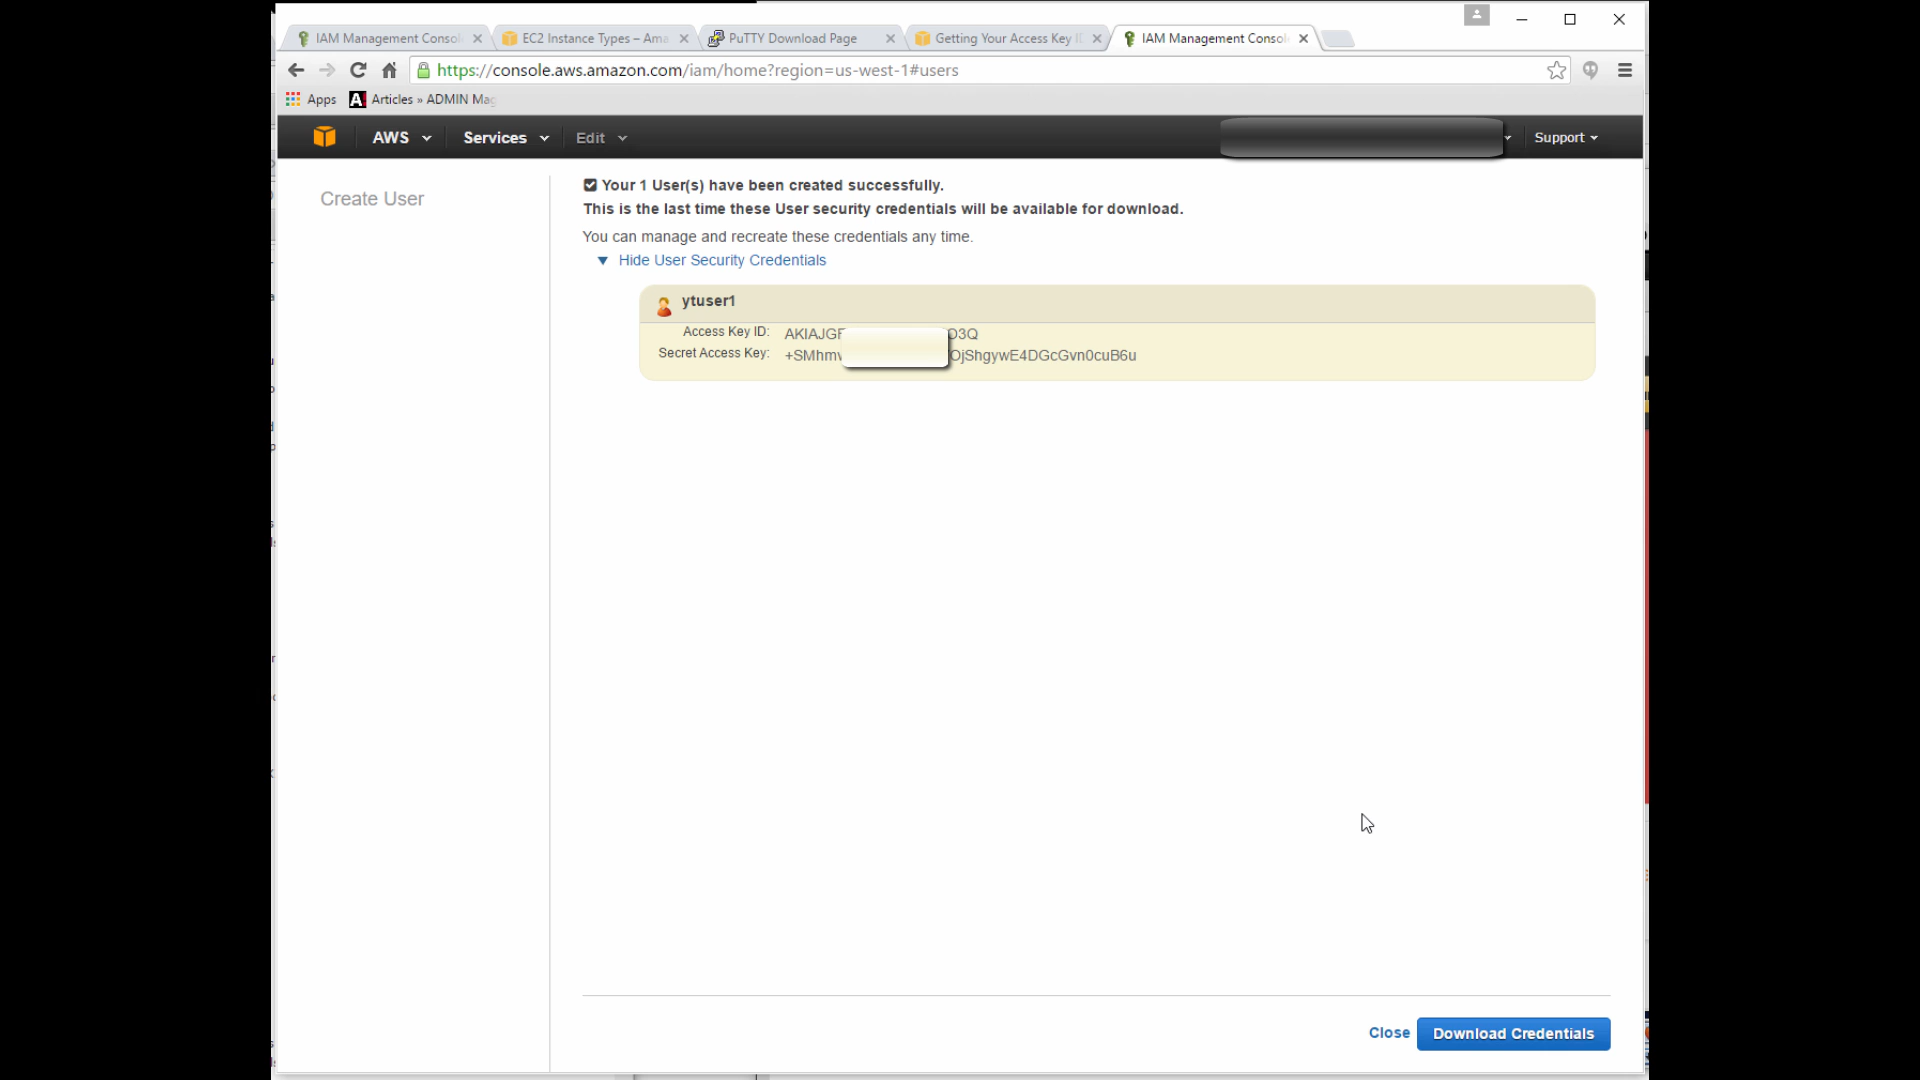 IAM Management Consol
EC2 Instance Types – Ama
PuTTY Download Page
Getting Your Access Key I
IAM Management Consol
https://console.aws.amazon.com/iam/home?region=us-west-1#users
Apps
A Articles » ADMIN Mag
AWS
Services
Edit
Support
Create User
Your 1 User(s) have been created successfully.
This is the last time these User security credentials will be available for download.
You can manage and recreate these credentials any time.
Hide User Security Credentials
ytuser1
Access Key ID: AKIAJGF O3Q
Secret Access Key: +SMhmv OjShgywE4DGcGvn0cuB6u
Close
Download Credentials